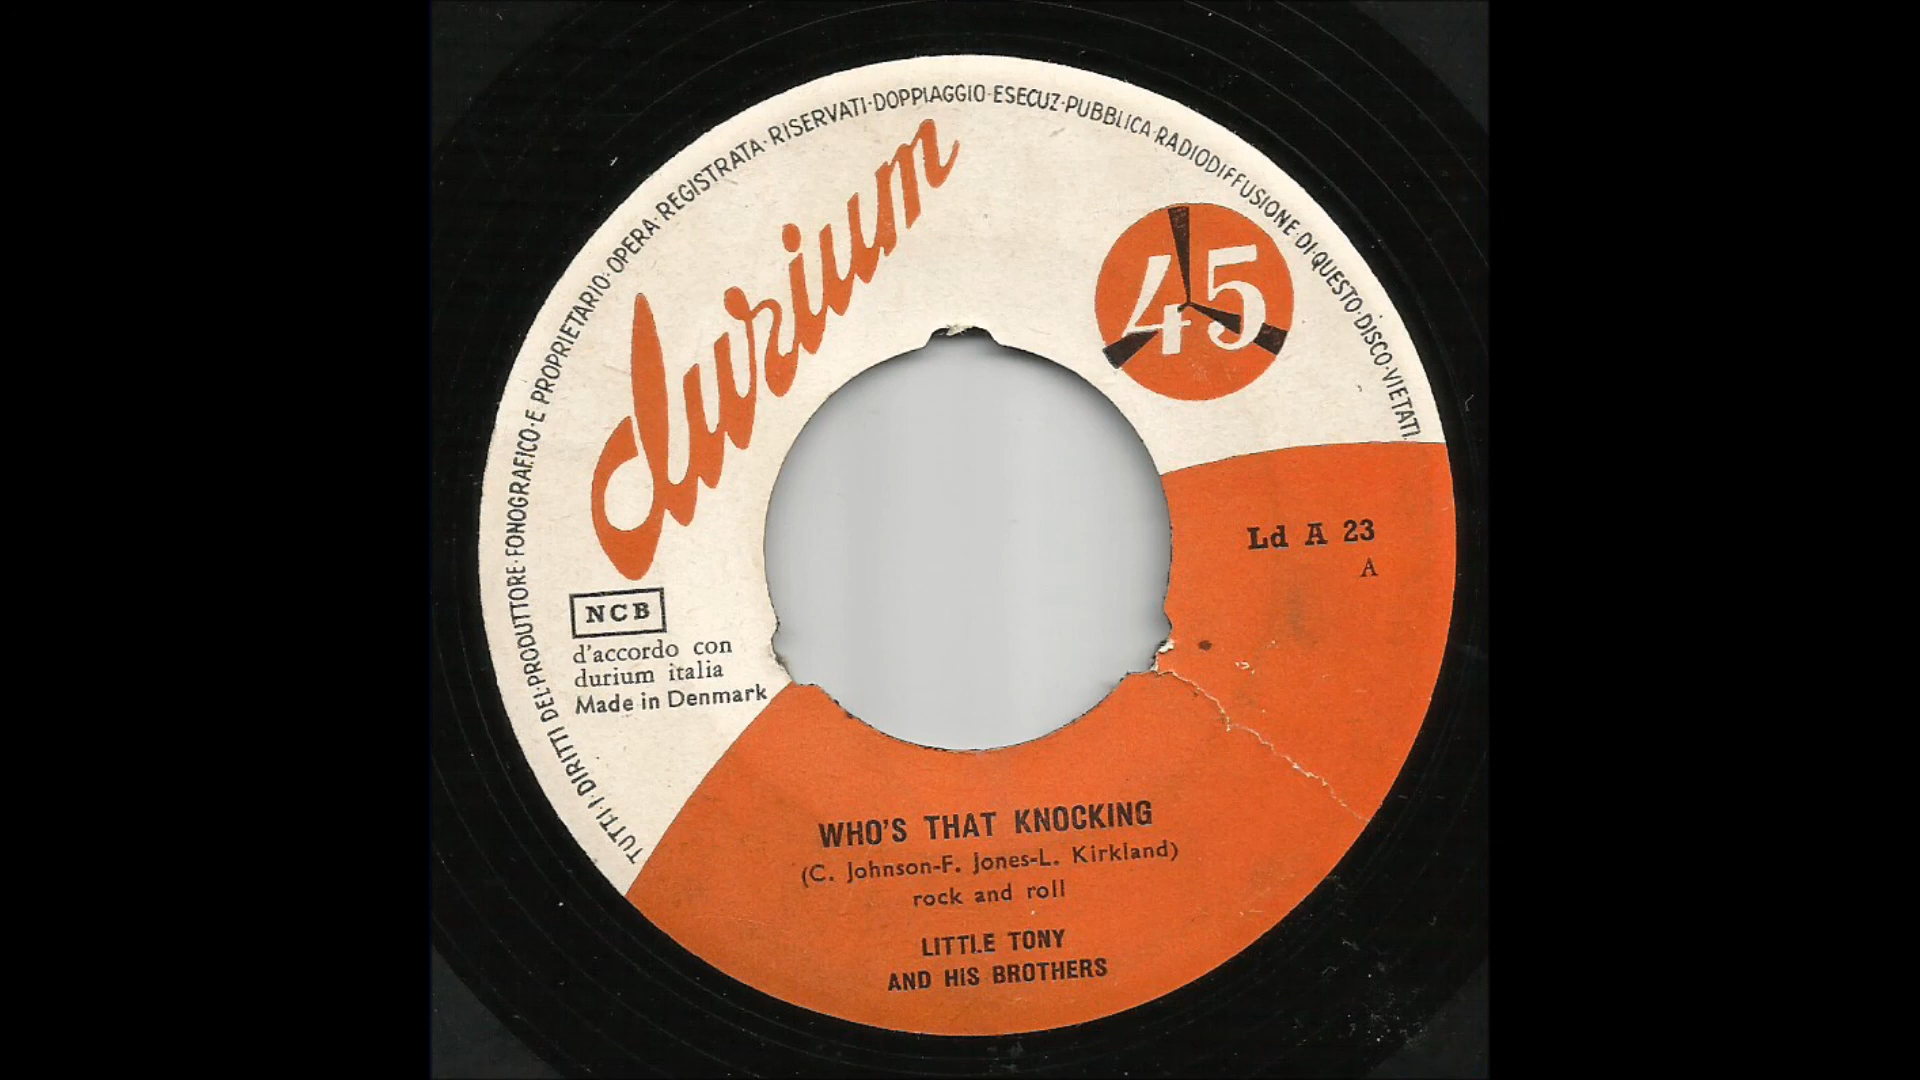 TUTTI·I·DIRITTI DEL·PRODUTTORE·FONOGRAFICO·E PROPRIETARIO·OPERA·REGISTRATA·RISERVATI·DOPPIAGGIO·ESECUZ·PUBBLICA·RADIODIFFUSIONE·DI·QUESTO·DISCO·VIETATI
durium
45
Ld A 23
A
NCB
d'accordo con
durium italia
Made in Denmark
WHO'S THAT KNOCKING
(C. Johnson-F. Jones-L. Kirkland)
rock and roll
LITTLE TONY
AND HIS BROTHERS